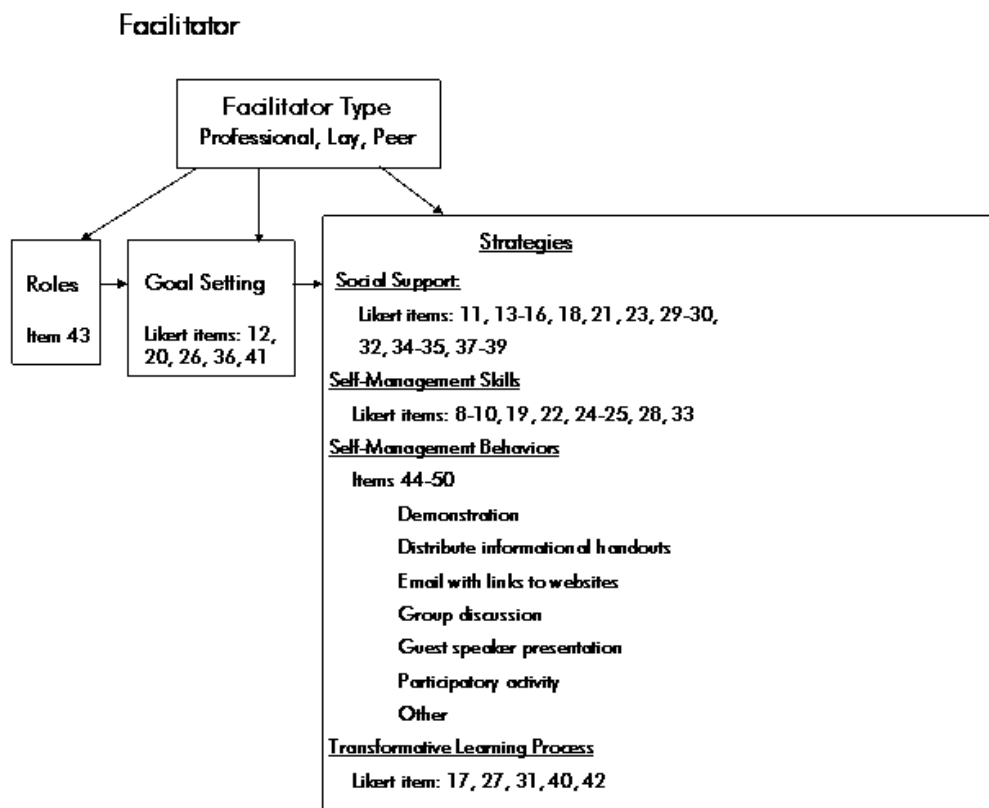 Facilitator
Facilitator Type
Professional, Lay, Peer
Roles
Item 43
Goal Setting
Likert items: 12,
20, 26, 36, 41
Strategies
Social Support:
Likert items: 11, 13-16, 18, 21, 23, 29-30,
32, 34-35, 37-39
Self-Management Skills
Likert items: 8-10, 19, 22, 24-25, 28, 33
Self-Management Behaviors
Items 44-50
Demonstration
Distribute informational handouts
Email with links to websites
Group discussion
Guest speaker presentation
Participatory activity
Other
Transformative Learning Process
Likert item: 17, 27, 31, 40, 42